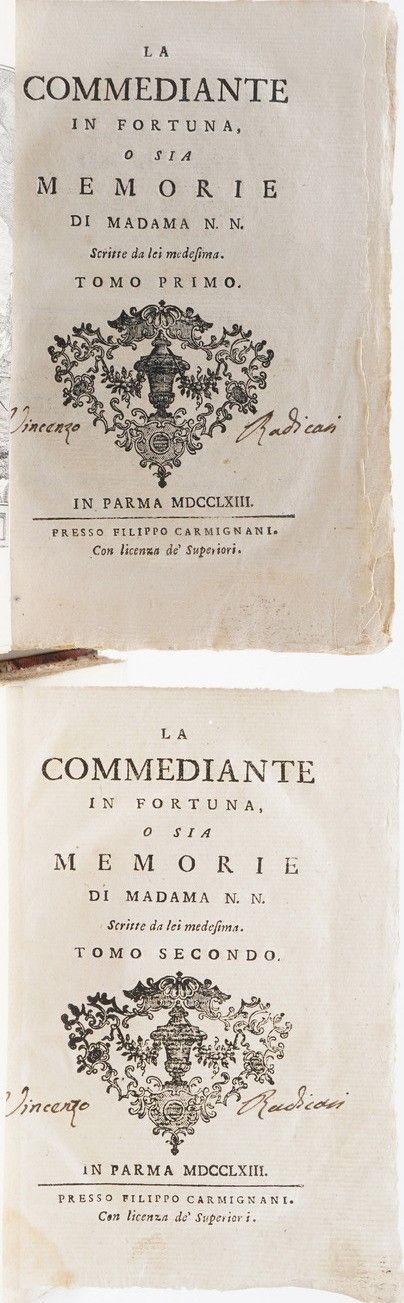 LA
COMMEDIANTE
IN FORTUNA,
O SIA
MEMORIE
DI MADAMA N. N.
Scritte da lei medesima.
TOMO PRIMO.
Vincenzo Radicati
IN PARMA MDCCLXIII.
PRESSO FILIPPO CARMIGNANI.
Con licenza de' Superiori.
LA
COMMEDIANTE
IN FORTUNA,
O SIA
MEMORIE
DI MADAMA N. N.
Scritte da lei medesima.
TOMO SECONDO.
Vincenzo Radicati
IN PARMA MDCCLXIII.
PRESSO FILIPPO CARMIGNANI.
Con licenza de' Superiori.